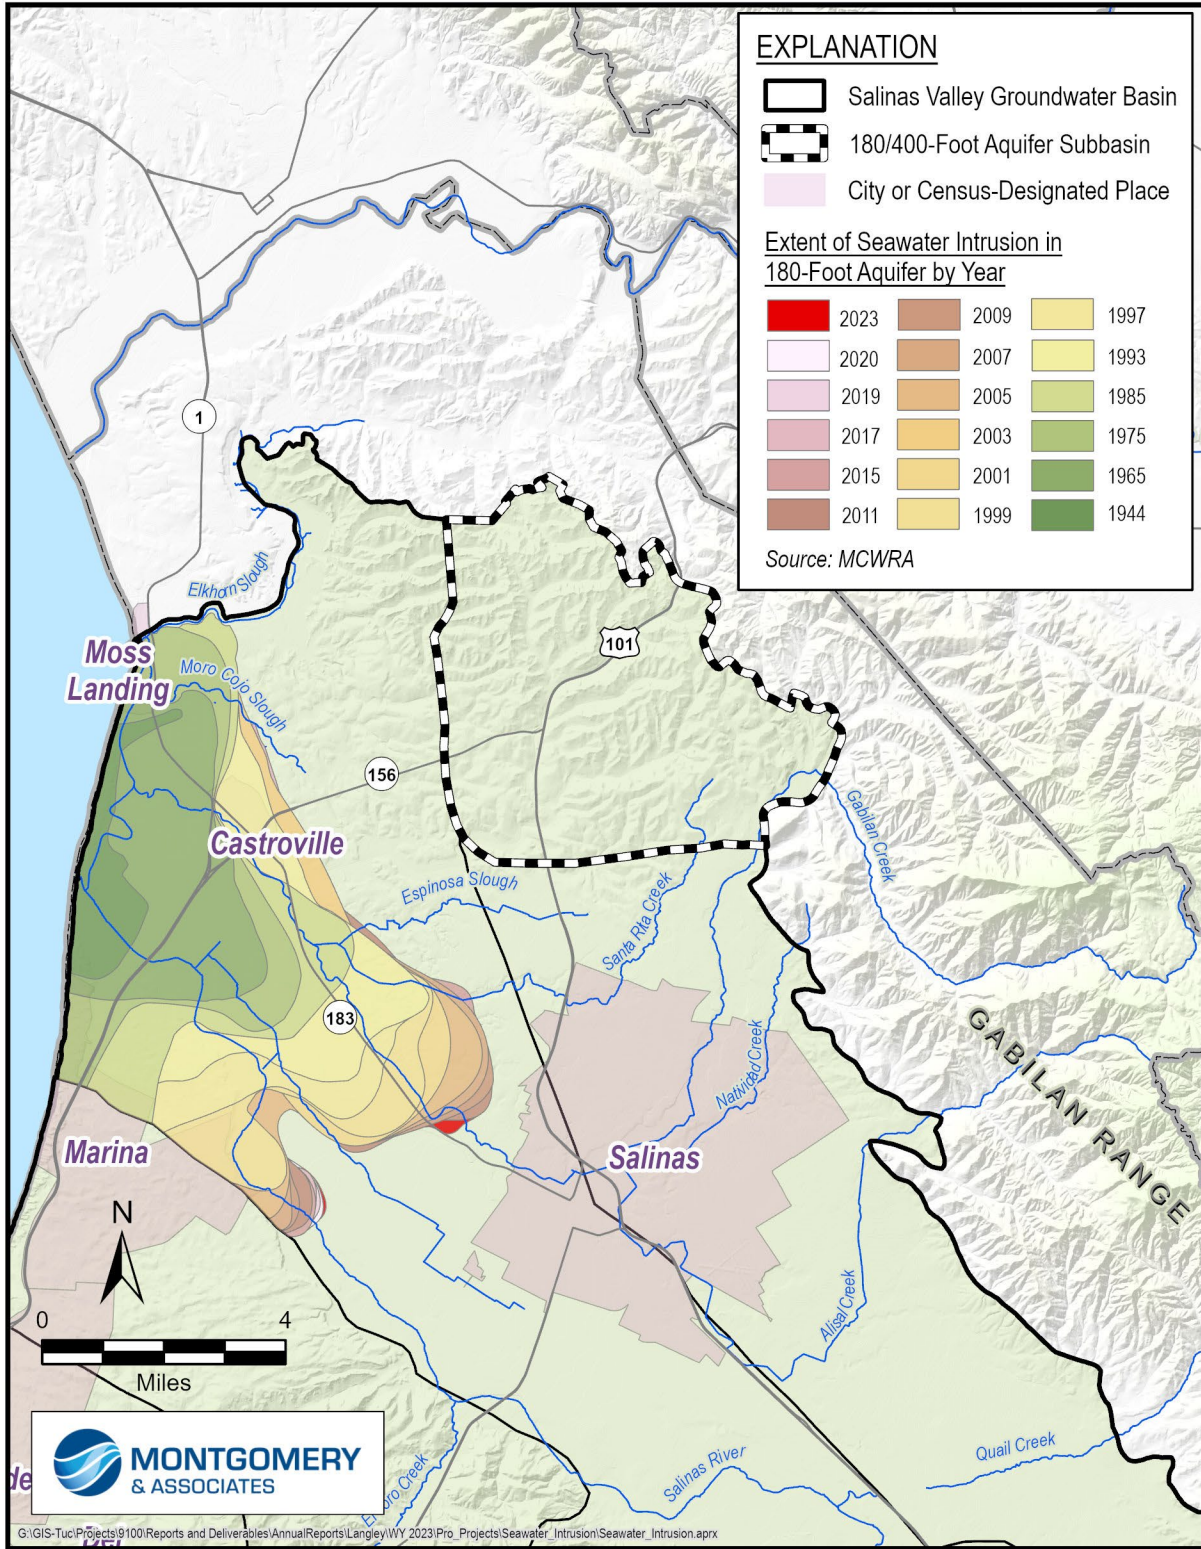 EXPLANATION
Salinas Valley Groundwater Basin
180/400-Foot Aquifer Subbasin
City or Census-Designated Place
Extent of Seawater Intrusion in
180-Foot Aquifer by Year
2023 2009 1997
2020 2007 1993
2019 2005 1985
2017 2003 1975
2015 2001 1965
2011 1999 1944
Source: MCWRA
1
Elkhorn Slough
Moss
Landing
Moro Cojo Slough
101
156
Castroville
Gabilan Creek
Espinosa Slough
Santa Rita Creek
183
Natividad Creek
GABILAN RANGE
Marina
Salinas
N
0 4
Miles
Alisal Creek
MONTGOMERY
& ASSOCIATES
Quail Creek
Salinas River
Creek
G:\GIS-Tuc\Projects\9100\Reports and Deliverables\AnnualReports\Langley\WY 2023\Pro_Projects\Seawater_Intrusion\Seawater_Intrusion.aprx